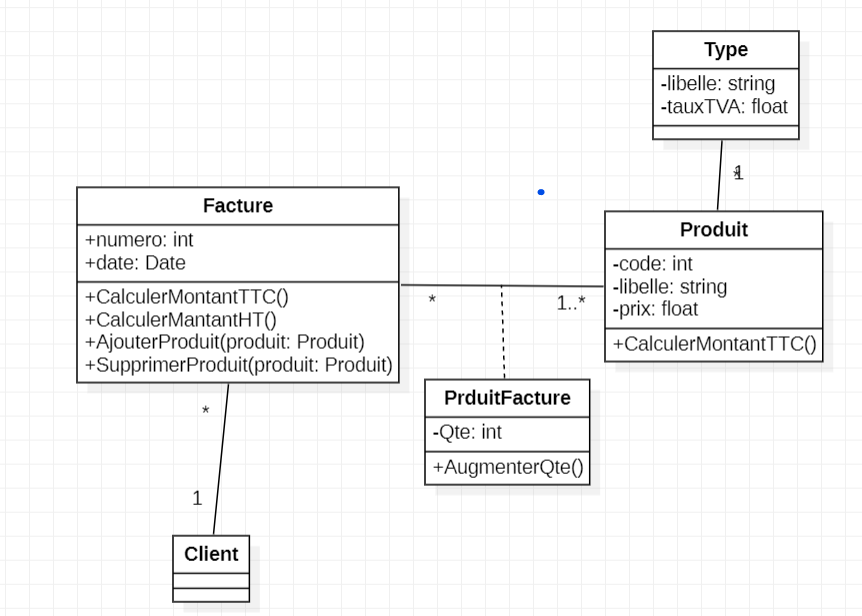 Type
-libelle: string
-tauxTVA: float
1
*
Facture
+numero: int
+date: Date
+CalculerMontantTTC()
+CalculerMantantHT()
+AjouterProduit(produit: Produit)
+SupprimerProduit(produit: Produit)
Produit
-code: int
-libelle: string
-prix: float
+CalculerMontantTTC()
*
1..*
PrduitFacture
-Qte: int
+AugmenterQte()
*
1
Client